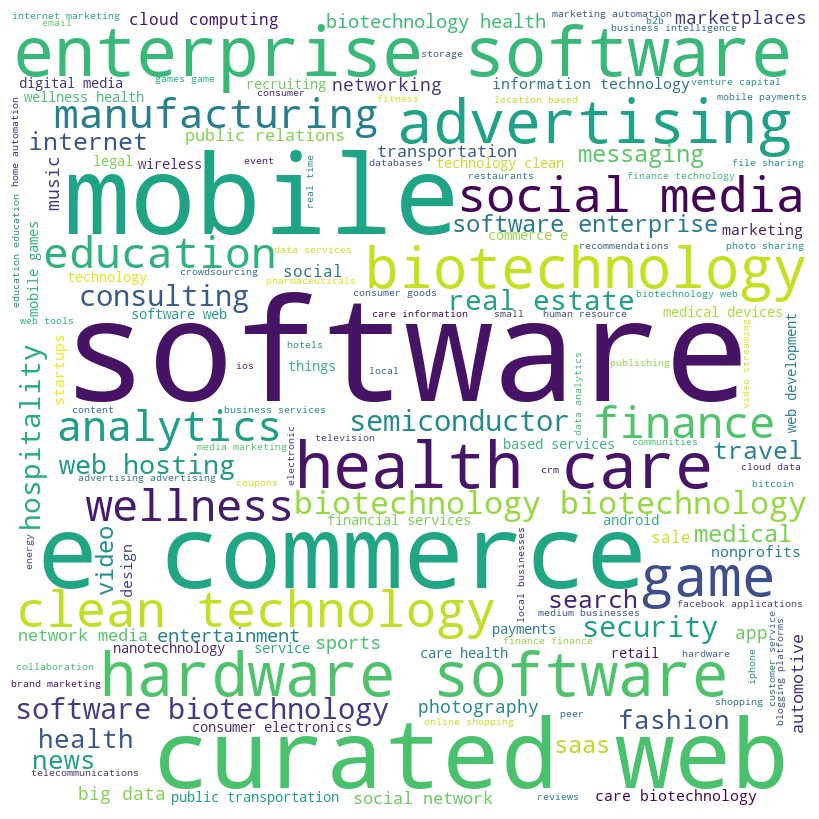 internet marketing
email
cloud computing
biotechnology health
marketing automation
b2b
business intelligence
marketplaces
enterprise software
storage
digital media
games game
recruiting
networking
information technology
venture capital
wellness health
consumer
fitness
location based
mobile payments
manufacturing
advertising
internet
public relations
transportation
messaging
file sharing
home automation
music
legal
wireless
event
real time
databases
technology clean
restaurants
finance technology
mobile
social media
software enterprise
marketing
mobile games
education
commerce e
recommendations
photo sharing
education education
technology
data services
crowdsourcing
social
pharmaceuticals
biotechnology
consulting
consumer goods
real estate
biotechnology web
web tools
software web
care information
small
human resource
medical devices
software
startups
ios
hotels
things
local
publishing
video streaming
web development
hospitality
content
business services
semiconductor
data analytics
finance
analytics
media marketing
television
electronic
based services
communities
travel
web hosting
health care
crm
cloud data
advertising advertising
coupons
bitcoin
wellness
biotechnology biotechnology
financial services
android
energy
video
design
e commerce
local businesses
sale
medical
nonprofits
game
clean technology
search
medium businesses
facebook applications
network media
entertainment
payments
security
app
customer service
blogging platforms
nanotechnology
service
sports
finance finance
care health
retail
hardware
iphone
automotive
collaboration
hardware software
brand marketing
software biotechnology
photography
shopping
consumer electronics
online shopping
peer
fashion
health
news
curated web
saas
telecommunications
big data
public transportation
social network
reviews
care biotechnology